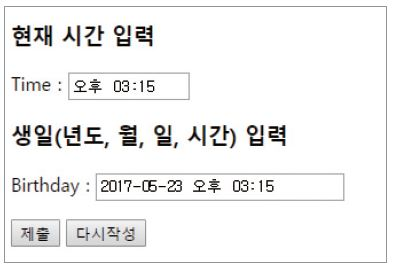 현재 시간 입력
Time : 오후 03:15
생일(년도, 월, 일, 시간) 입력
Birthday : 2017-05-23 오후 03:15
제출 다시작성